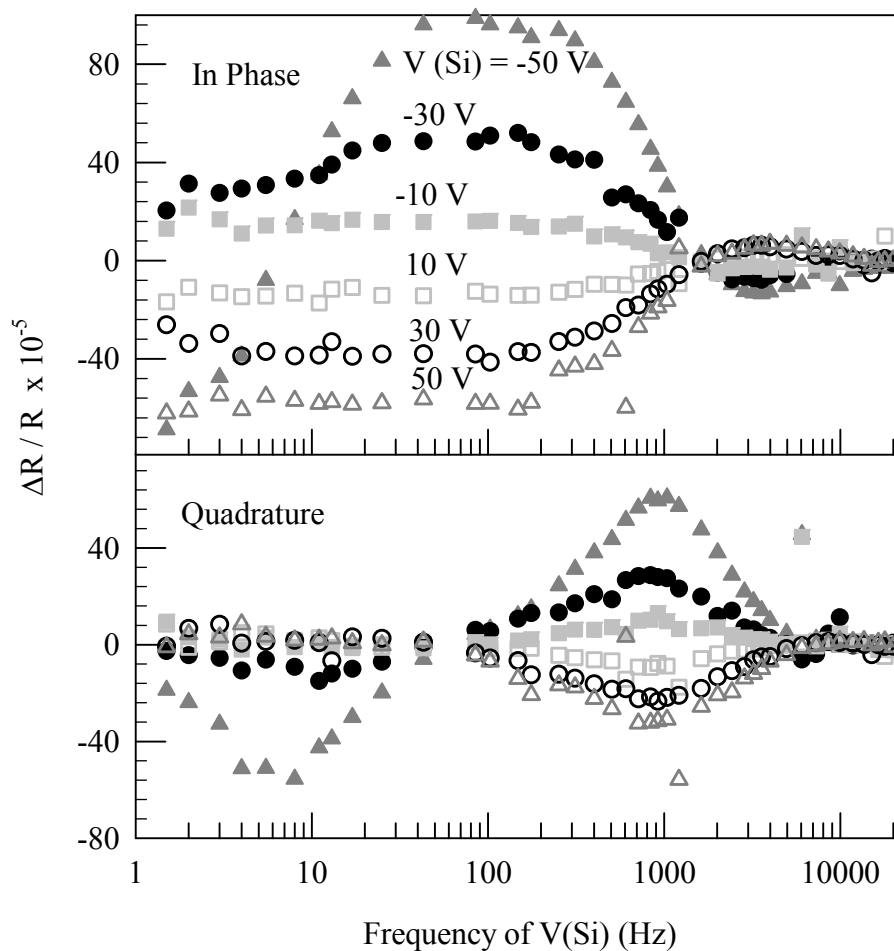 80
In Phase
V (Si) = -50 V
-30 V
40
-10 V
0
10 V
30 V
-40
50 V
ΔR / R x 10-5
Quadrature
40
0
-40
-80
1
10
100
1000
10000
Frequency of V(Si) (Hz)